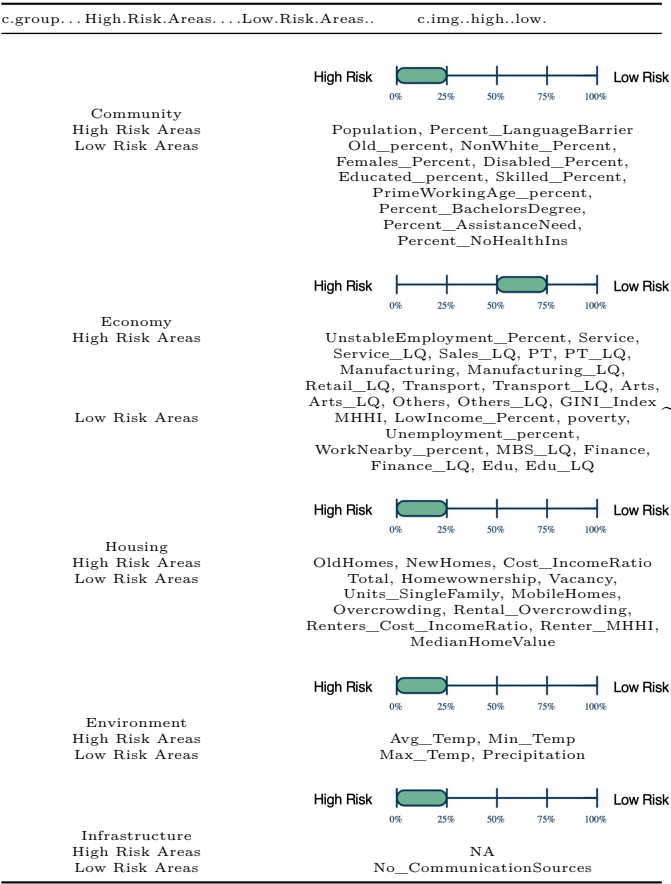 c.group... High.Risk.Areas....Low.Risk.Areas.. c.img..high..low.
High Risk Low Risk
0% 25% 50% 75% 100%
Community
High Risk Areas Population, Percent_LanguageBarrier
Low Risk Areas Old_percent, NonWhite_Percent,
Females_Percent, Disabled_Percent,
Educated_percent, Skilled_Percent,
PrimeWorkingAge_percent,
Percent_BachelorsDegree,
Percent_AssistanceNeed,
Percent_NoHealthIns
High Risk Low Risk
0% 25% 50% 75% 100%
Economy
High Risk Areas UnstableEmployment_Percent, Service,
Service_LQ, Sales_LQ, PT, PT_LQ,
Manufacturing, Manufacturing_LQ,
Retail_LQ, Transport, Transport_LQ, Arts,
Arts_LQ, Others, Others_LQ, GINI_Index
Low Risk Areas MHHI, LowIncome_Percent, poverty,
Unemployment_percent,
WorkNearby_percent, MBS_LQ, Finance,
Finance_LQ, Edu, Edu_LQ
High Risk Low Risk
0% 25% 50% 75% 100%
Housing
High Risk Areas OldHomes, NewHomes, Cost_IncomeRatio
Low Risk Areas Total, Homewownership, Vacancy,
Units_SingleFamily, MobileHomes,
Overcrowding, Rental_Overcrowding,
Renters_Cost_IncomeRatio, Renter_MHHI,
MedianHomeValue
High Risk Low Risk
0% 25% 50% 75% 100%
Environment
High Risk Areas Avg_Temp, Min_Temp
Low Risk Areas Max_Temp, Precipitation
High Risk Low Risk
0% 25% 50% 75% 100%
Infrastructure
High Risk Areas NA
Low Risk Areas No_CommunicationSources